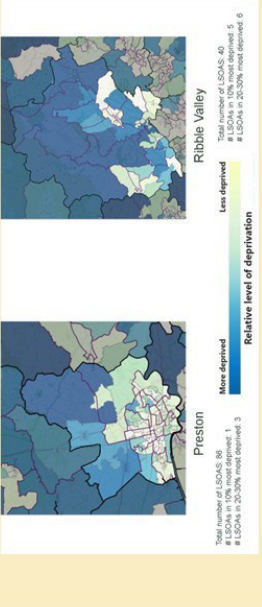 Preston
Total number of LSOAS: 86
# LSOAs in 10% most deprived: 1
# LSOAs in 20-30% most deprived: 3
More deprived
Less deprived
Relative level of deprivation
Ribble Valley
Total number of LSOAS: 40
# LSOAs in 10% most deprived: 5
# LSOAs in 20-30% most deprived: 6